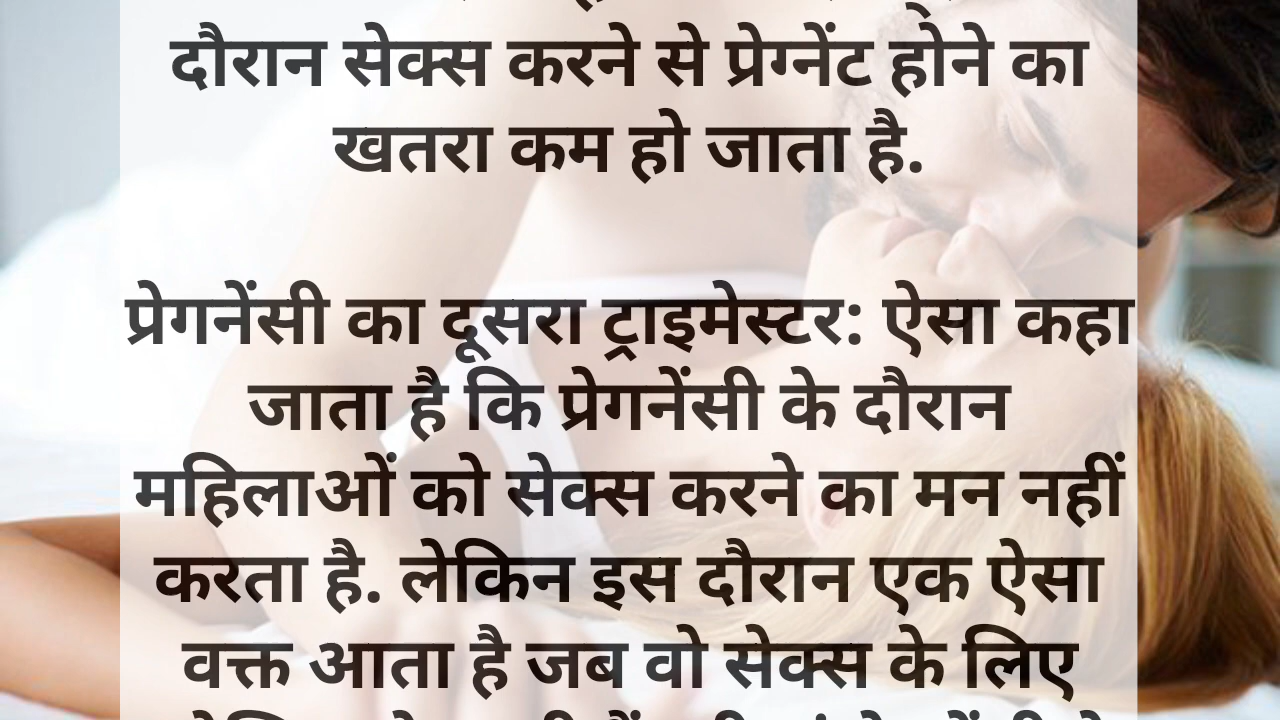 दौरान सेक्स करने से प्रेग्नेंट होने का
खतरा कम हो जाता है.
प्रेगनेंसी का दूसरा ट्राइमेस्टर: ऐसा कहा
जाता है कि प्रेगनेंसी के दौरान
महिलाओं को सेक्स करने का मन नहीं
करता है. लेकिन इस दौरान एक ऐसा
वक्त आता है जब वो सेक्स के लिए